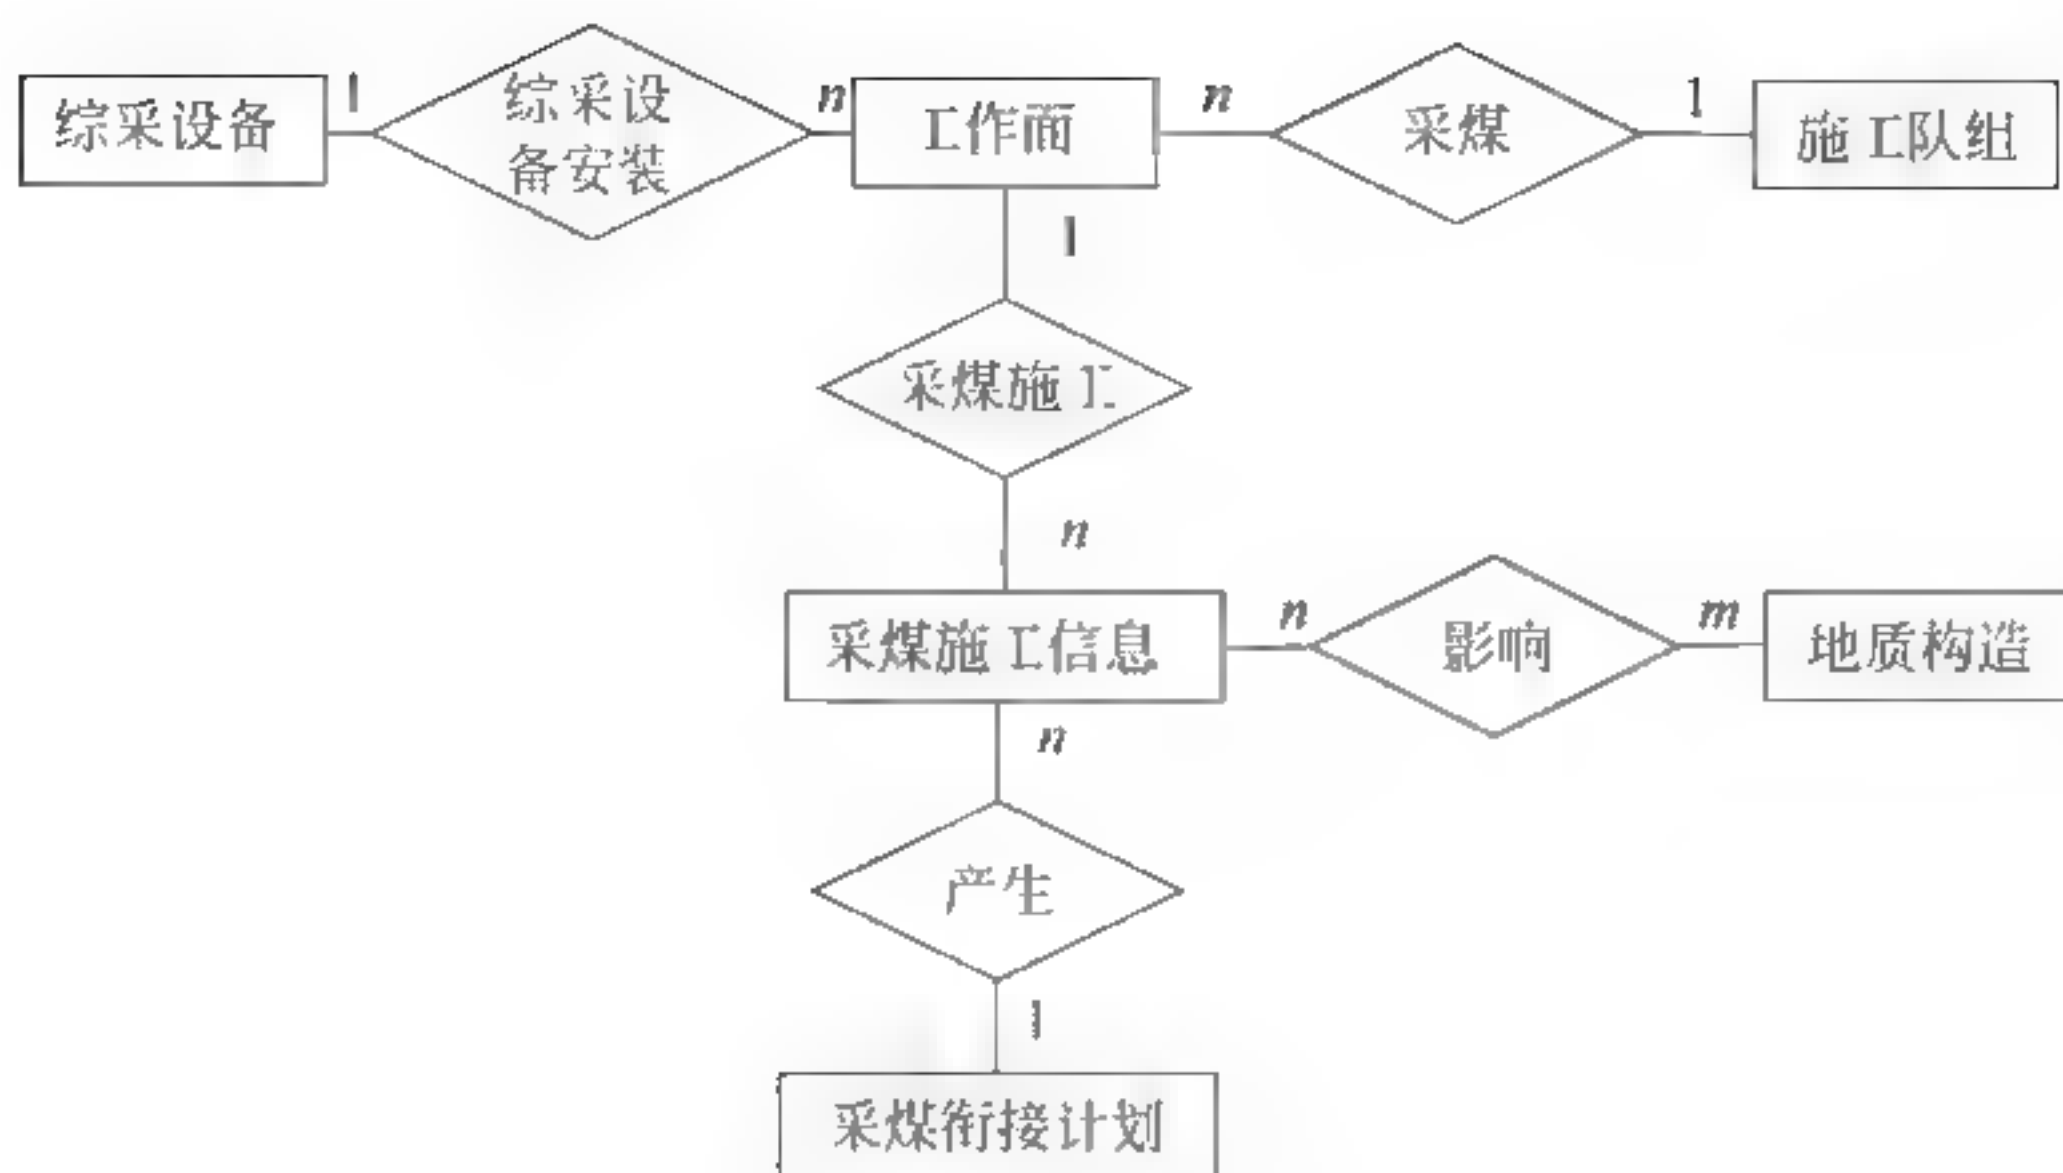 综采设备
1
综采设
备安装
n
工作面
n
采煤
1
施工队组
1
采煤施工
n
采煤施工信息
n
影响
m
地质构造
n
产生
1
采煤衔接计划